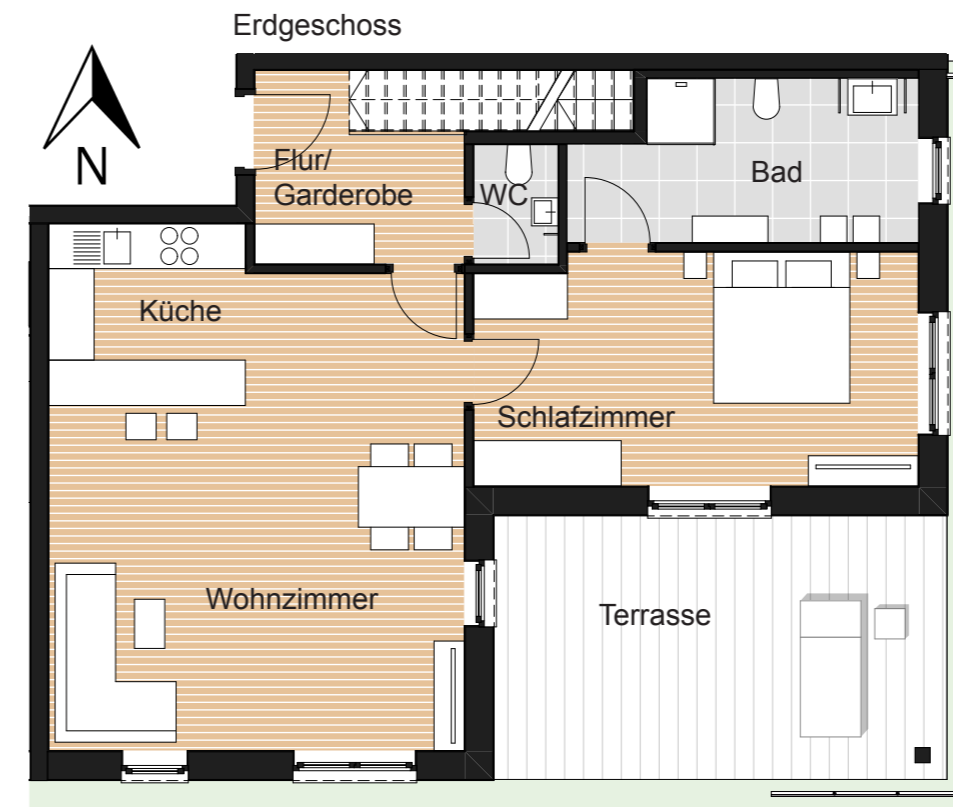 Erdgeschoss
N
Flur/
Garderobe
WC
Bad
Küche
Schlafzimmer
Wohnzimmer
Terrasse